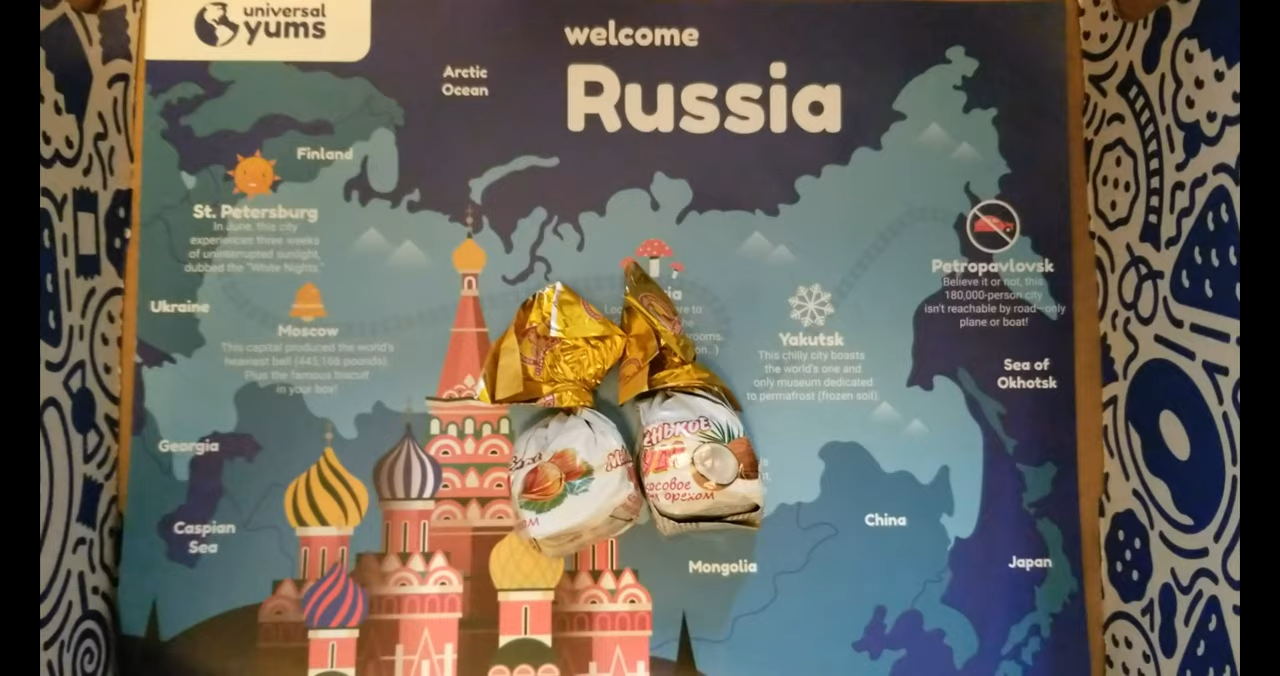 universal
yums
welcome
Russia
Arctic
Ocean
Finland
St. Petersburg
In June, this city
experiences three weeks
of uninterrupted sunlight,
dubbed the "White Nights."
Ukraine
Moscow
This capital produced the world's
heaviest bell (445,166 pounds).
Plus the famous biscuit
in your box!
Petropavlovsk
Believe it or not, this
180,000-person city
isn't reachable by road—only
plane or boat!
Yakutsk
This chilly city boasts
the world's one and
only museum dedicated
to permafrost (frozen soil).
Sea of
Okhotsk
Georgia
Caspian
Sea
China
Mongolia
Japan